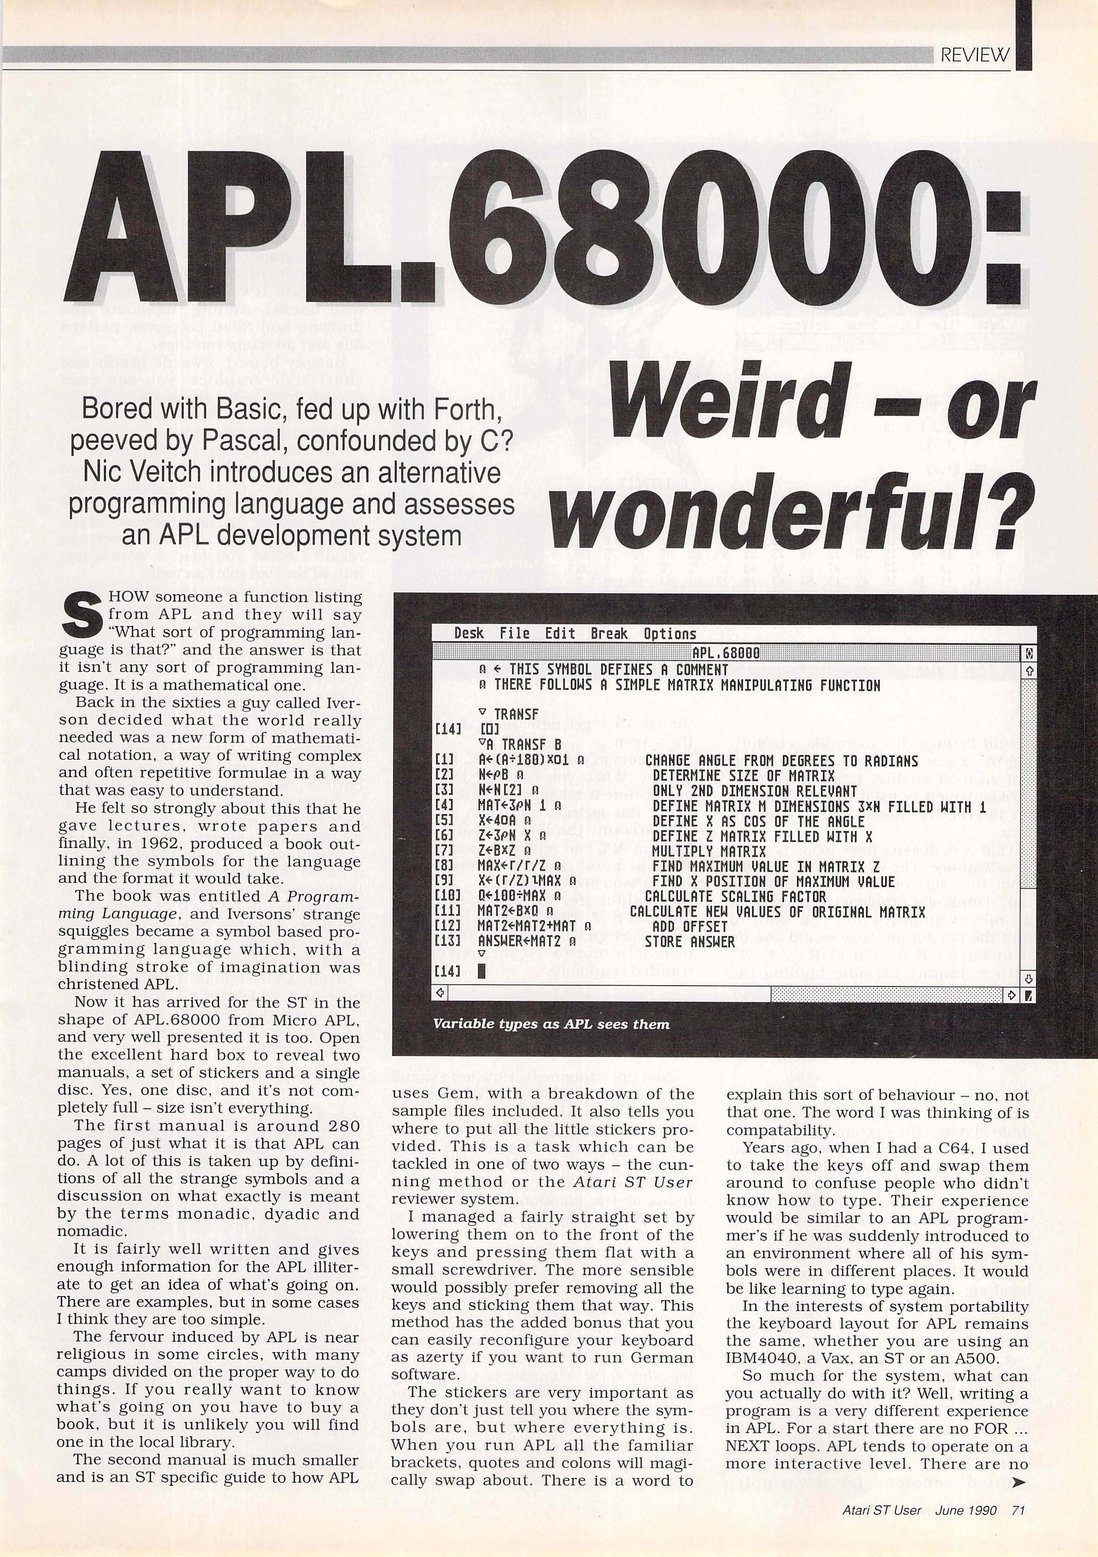 REVIEW
APL.68000:
Weird – or
wonderful?
Bored with Basic, fed up with Forth,
peeved by Pascal, confounded by C?
Nic Veitch introduces an alternative
programming language and assesses
an APL development system
SHOW someone a function listing
from APL and they will say
“What sort of programming lan-
guage is that?” and the answer is that
it isn’t any sort of programming lan-
guage. It is a mathematical one.
Back in the sixties a guy called Iver-
son decided what the world really
needed was a new form of mathemati-
cal notation, a way of writing complex
and often repetitive formulae in a way
that was easy to understand.
He felt so strongly about this that he
gave lectures, wrote papers and
finally, in 1962, produced a book out-
lining the symbols for the language
and the format it would take.
The book was entitled A Program-
ming Language, and Iversons’ strange
squiggles became a symbol based pro-
gramming language which, with a
blinding stroke of imagination was
christened APL.
Now it has arrived for the ST in the
shape of APL.68000 from Micro APL,
and very well presented it is too. Open
the excellent hard box to reveal two
manuals, a set of stickers and a single
disc. Yes, one disc, and it’s not com-
pletely full – size isn’t everything.
The first manual is around 280
pages of just what it is that APL can
do. A lot of this is taken up by defini-
tions of all the strange symbols and a
discussion on what exactly is meant
by the terms monadic, dyadic and
nomadic.
It is fairly well written and gives
enough information for the APL illiter-
ate to get an idea of what’s going on.
There are examples, but in some cases
I think they are too simple.
The fervour induced by APL is near
religious in some circles, with many
camps divided on the proper way to do
things. If you really want to know
what’s going on you have to buy a
book, but it is unlikely you will find
one in the local library.
The second manual is much smaller
and is an ST specific guide to how APL
Desk File Edit Break Options
APL.68000
⍝ ← THIS SYMBOL DEFINES A COMMENT
⍝ THERE FOLLOWS A SIMPLE MATRIX MANIPULATING FUNCTION
∇ TRANSF
[14] [⎕]
∇A TRANSF B
[1] A←(A÷180)×○1 ⍝ CHANGE ANGLE FROM DEGREES TO RADIANS
[2] N←⍴B ⍝ DETERMINE SIZE OF MATRIX
[3] N←N[2] ⍝ ONLY 2ND DIMENSION RELEVANT
[4] MAT←3⍴N 1 ⍝ DEFINE MATRIX M DIMENSIONS 3×N FILLED WITH 1
[5] X←4○A ⍝ DEFINE X AS COS OF THE ANGLE
[6] Z←3⍴N X ⍝ DEFINE Z MATRIX FILLED WITH X
[7] Z←B×Z ⍝ MULTIPLY MATRIX
[8] MAX←⌈/⌈/Z ⍝ FIND MAXIMUM VALUE IN MATRIX Z
[9] X←(⌈/Z)⍳MAX ⍝ FIND X POSITION OF MAXIMUM VALUE
[10] Q←100÷MAX ⍝ CALCULATE SCALING FACTOR
[11] MAT2←B×Q ⍝ CALCULATE NEW VALUES OF ORIGINAL MATRIX
[12] MAT2←MAT2+MAT ⍝ ADD OFFSET
[13] ANSWER←MAT2 ⍝ STORE ANSWER
∇
[14]
Variable types as APL sees them
uses Gem, with a breakdown of the
sample files included. It also tells you
where to put all the little stickers pro-
vided. This is a task which can be
tackled in one of two ways – the cun-
ning method or the Atari ST User
reviewer system.
I managed a fairly straight set by
lowering them on to the front of the
keys and pressing them flat with a
small screwdriver. The more sensible
would possibly prefer removing all the
keys and sticking them that way. This
method has the added bonus that you
can easily reconfigure your keyboard
as azerty if you want to run German
software.
The stickers are very important as
they don’t just tell you where the sym-
bols are, but where everything is.
When you run APL all the familiar
brackets, quotes and colons will magi-
cally swap about. There is a word to
explain this sort of behaviour – no, not
that one. The word I was thinking of is
compatability.
Years ago, when I had a C64, I used
to take the keys off and swap them
around to confuse people who didn’t
know how to type. Their experience
would be similar to an APL program-
mer’s if he was suddenly introduced to
an environment where all of his sym-
bols were in different places. It would
be like learning to type again.
In the interests of system portability
the keyboard layout for APL remains
the same, whether you are using an
IBM4040, a Vax, an ST or an A500.
So much for the system, what can
you actually do with it? Well, writing a
program is a very different experience
in APL. For a start there are no FOR ...
NEXT loops. APL tends to operate on a
more interactive level. There are no
➤
Atari ST User June 1990 71